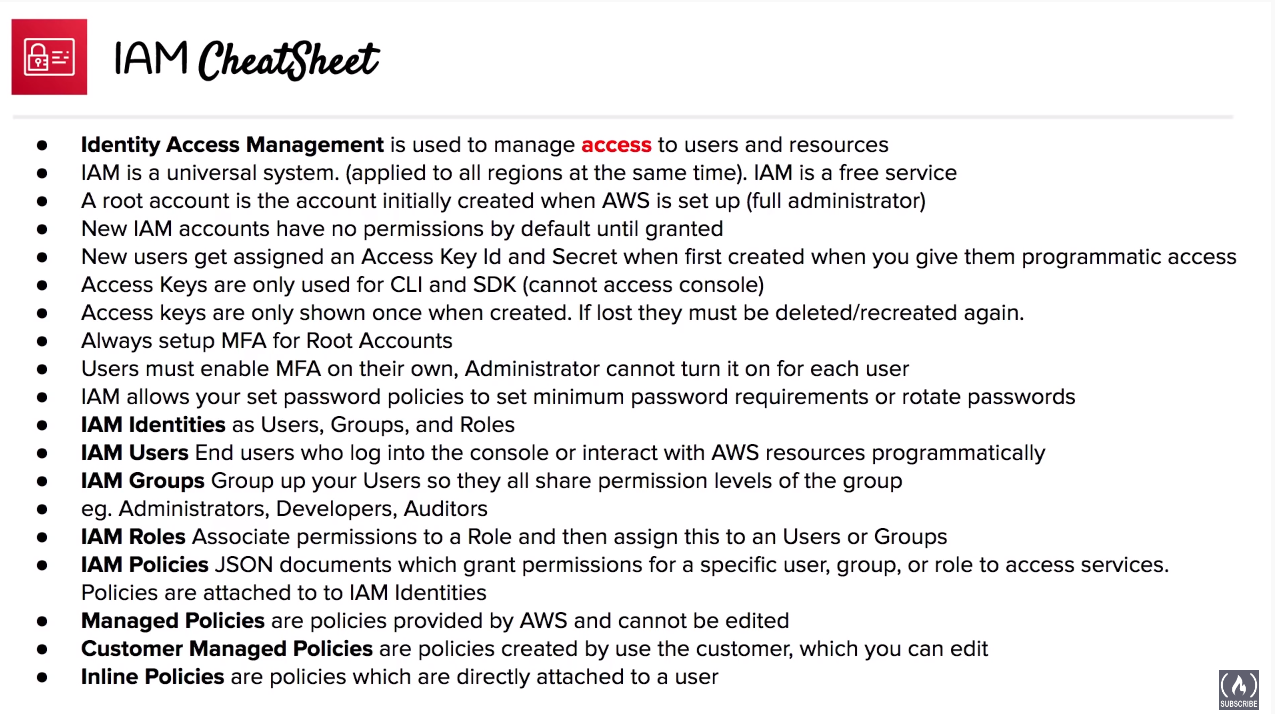 IAM CheatSheet
● Identity Access Management is used to manage access to users and resources
● IAM is a universal system. (applied to all regions at the same time). IAM is a free service
● A root account is the account initially created when AWS is set up (full administrator)
● New IAM accounts have no permissions by default until granted
● New users get assigned an Access Key Id and Secret when first created when you give them programmatic access
● Access Keys are only used for CLI and SDK (cannot access console)
● Access keys are only shown once when created. If lost they must be deleted/recreated again.
● Always setup MFA for Root Accounts
● Users must enable MFA on their own, Administrator cannot turn it on for each user
● IAM allows your set password policies to set minimum password requirements or rotate passwords
● IAM Identities as Users, Groups, and Roles
● IAM Users End users who log into the console or interact with AWS resources programmatically
● IAM Groups Group up your Users so they all share permission levels of the group
● eg. Administrators, Developers, Auditors
● IAM Roles Associate permissions to a Role and then assign this to an Users or Groups
● IAM Policies JSON documents which grant permissions for a specific user, group, or role to access services.
Policies are attached to to IAM Identities
● Managed Policies are policies provided by AWS and cannot be edited
● Customer Managed Policies are policies created by use the customer, which you can edit
● Inline Policies are policies which are directly attached to a user
SUBSCRIBE